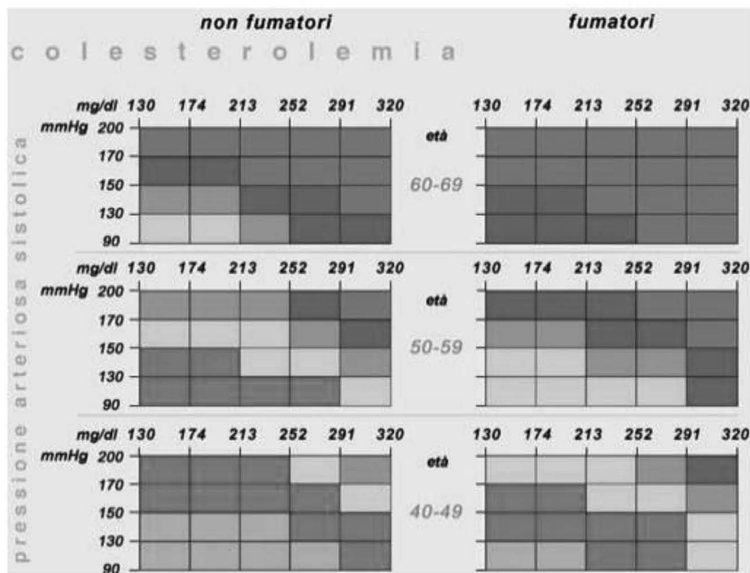 non fumatori fumatori
colesterolemia
mg/dl 130 174 213 252 291 320 130 174 213 252 291 320
mmHg 200 età
170
150 60-69
130
90
130 174 213 252 291 320 130 174 213 252 291 320
mmHg 200 età
170
150 50-59
130
90
mg/dl 130 174 213 252 291 320 130 174 213 252 291 320
mmHg 200 età
170
150 40-49
130
90
pressione arteriosa sistolica